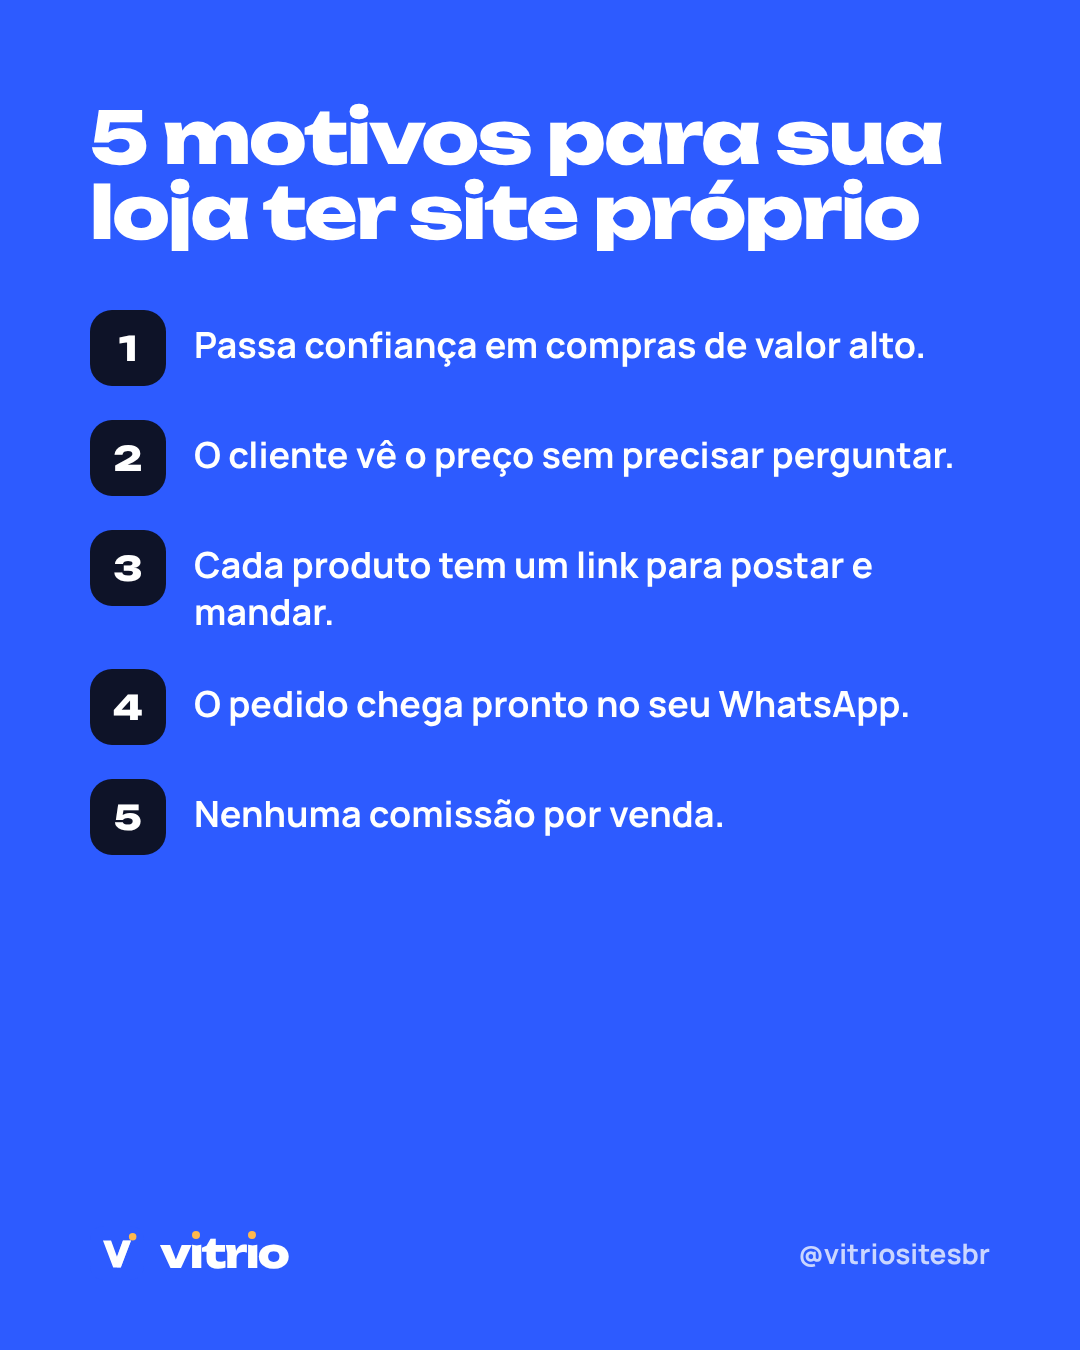 5 motivos para sua
loja ter site próprio
1 Passa confiança em compras de valor alto.
2 O cliente vê o preço sem precisar perguntar.
3 Cada produto tem um link para postar e
mandar.
4 O pedido chega pronto no seu WhatsApp.
5 Nenhuma comissão por venda.
v vitrio @vitriositesbr